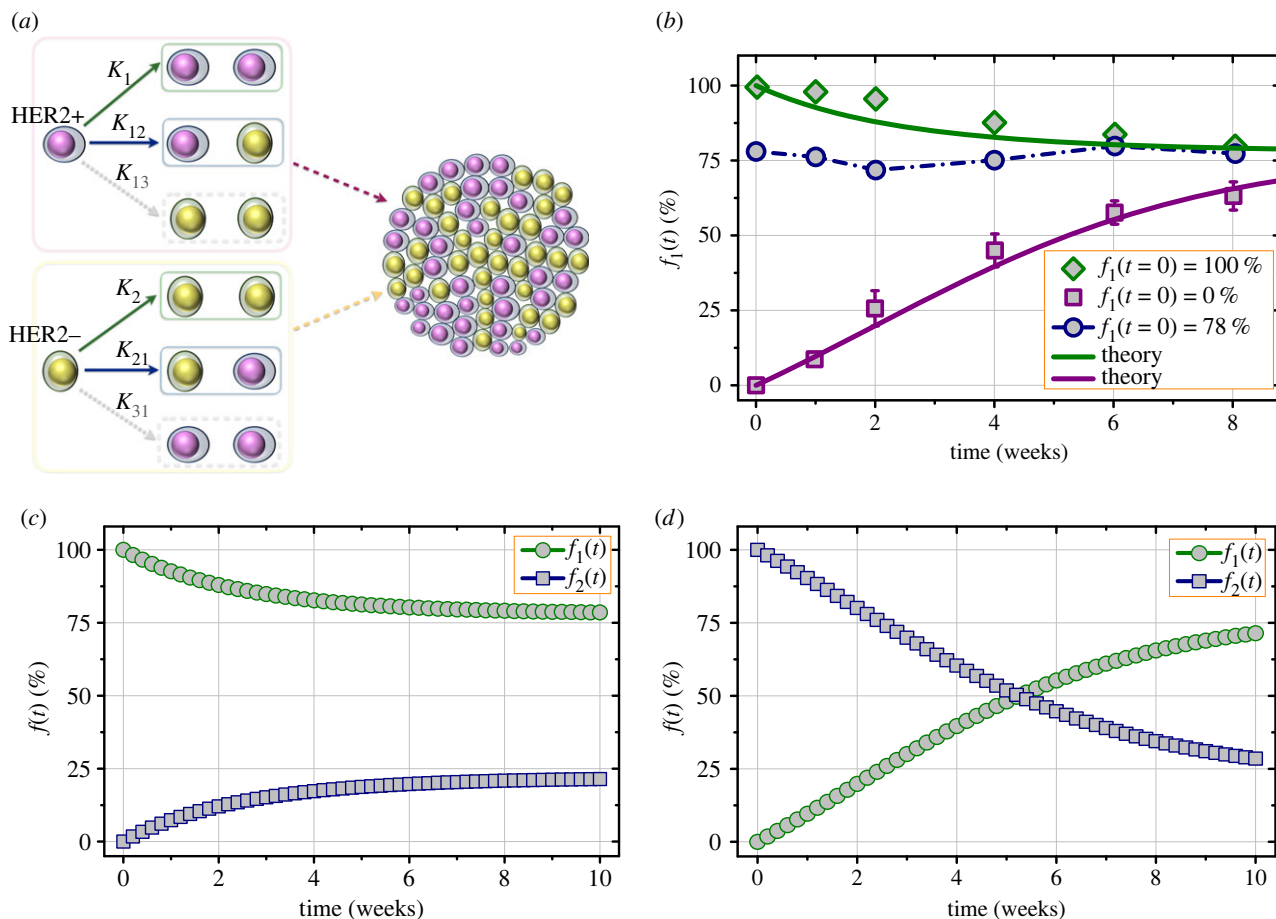 (a)
HER2+
K1
K12
K13
HER2–
K2
K21
K31
(b)
f1(t) (%)
100
75
50
25
0
0 2 4 6 8
time (weeks)
f1(t = 0) = 100 %
f1(t = 0) = 0 %
f1(t = 0) = 78 %
theory
theory
(c)
f(t) (%)
100
75
50
25
0
0 2 4 6 8 10
time (weeks)
f1(t)
f2(t)
(d)
f(t) (%)
100
75
50
25
0
0 2 4 6 8 10
time (weeks)
f1(t)
f2(t)